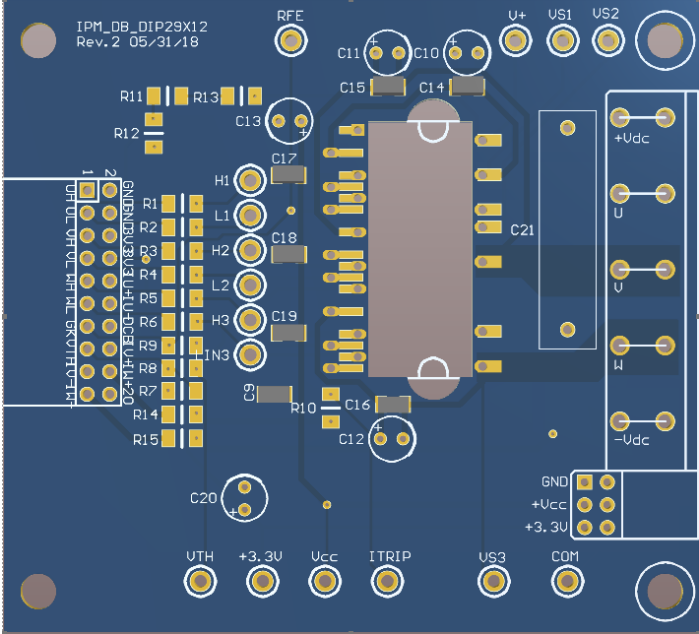 IPM_DB_DIP29X12
Rev.2 05/31/18
RFE
V+
VS1
VS2
C11
C10
C15
C14
R11
R13
C13
R12
+Vdc
1
2
C17
H1
R1
L1
U
R2
C21
C18
H2
R3
R4
L2
V
R5
C19
H3
R6
R9
LIN3
R8
W
R7
C9
R10
C16
R14
R15
C12
+
-Vdc
GND
C20
+Vcc
+3.3V
VTH
+3.3V
Vcc
ITRIP
VS3
COM